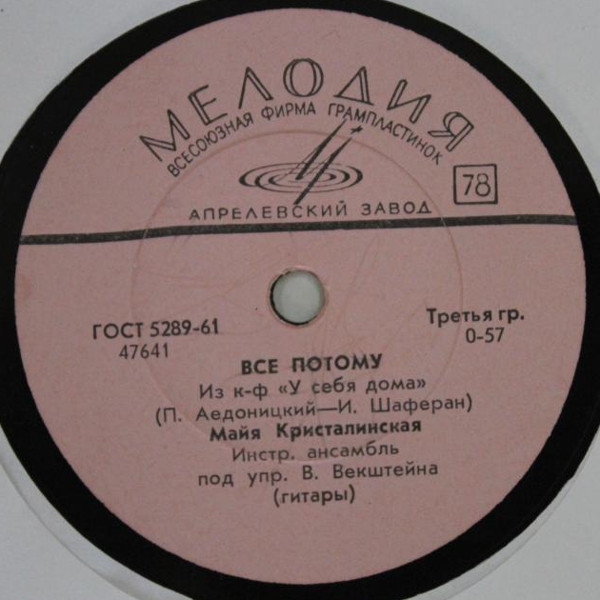 МЕЛОДИЯ
ВСЕСОЮЗНАЯ ФИРМА ГРАМПЛАСТИНОК
78
АПРЕЛЕВСКИЙ ЗАВОД
ГОСТ 5289-61
47641
Третья гр.
0-57
ВСЕ ПОТОМУ
Из к-ф «У себя дома»
(П. Аедоницкий—И. Шаферан)
Майя Кристалинская
Инстр. ансамбль
под упр. В. Векштейна
(гитары)